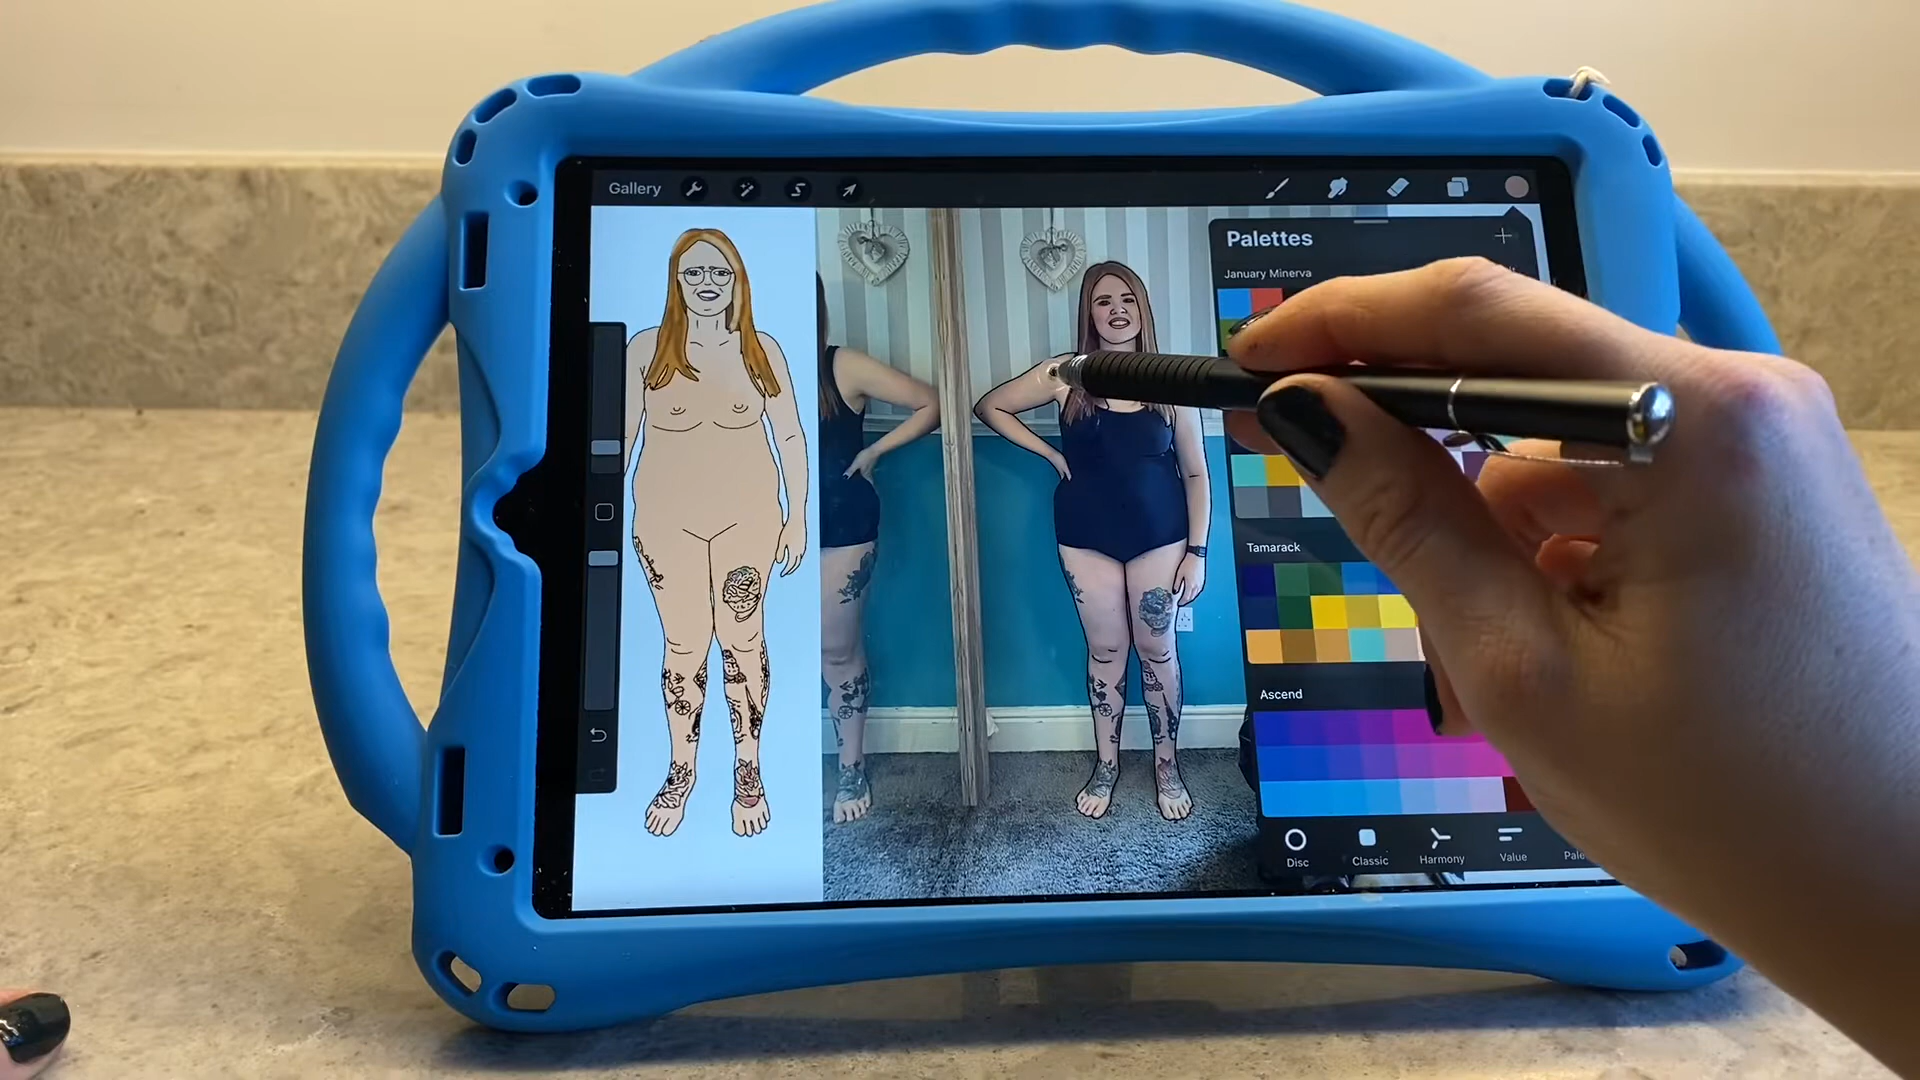 Gallery
Palettes
January Minerva
Tamarack
Ascend
Disc
Classic
Harmony
Value